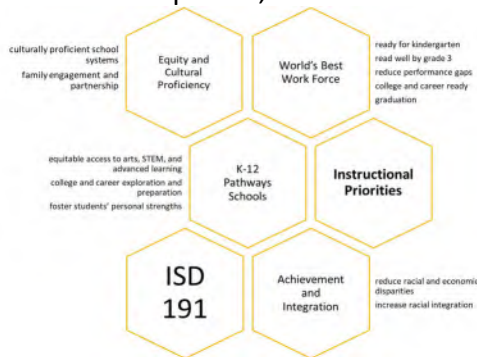 culturally proficient school
systems
family engagement and
partnership
Equity and
Cultural
Proficiency
World's Best
Work Force
ready for kindergarten
read well by grade 3
reduce performance gaps
college and career ready
graduation
equitable access to arts, STEM, and
advanced learning
college and career exploration and
preparation
foster students' personal strengths
K-12
Pathways
Schools
Instructional
Priorities
ISD
191
Achievement
and
Integration
reduce racial and economic
disparities
increase racial integration